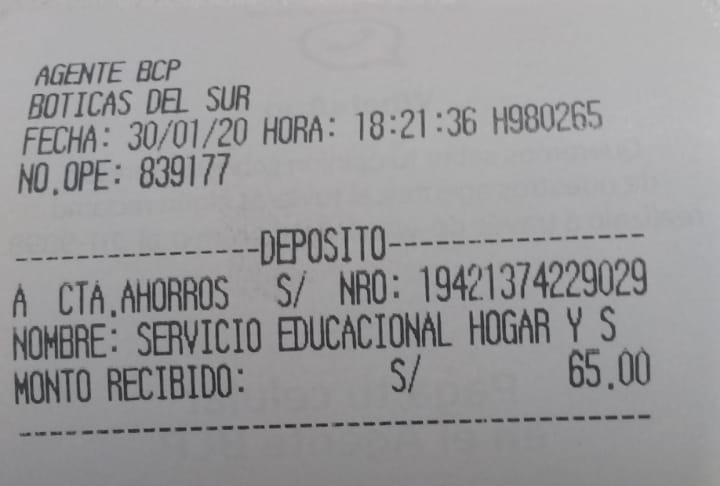 AGENTE BCP
BOTICAS DEL SUR
FECHA: 30/01/20 HORA: 18:21:36 H980265
NO.OPE: 839177
-----------------DEPOSITO-----------------
A CTA.AHORROS S/ NRO: 19421374229029
NOMBRE: SERVICIO EDUCACIONAL HOGAR Y S
MONTO RECIBIDO: S/ 65.00
------------------------------------------